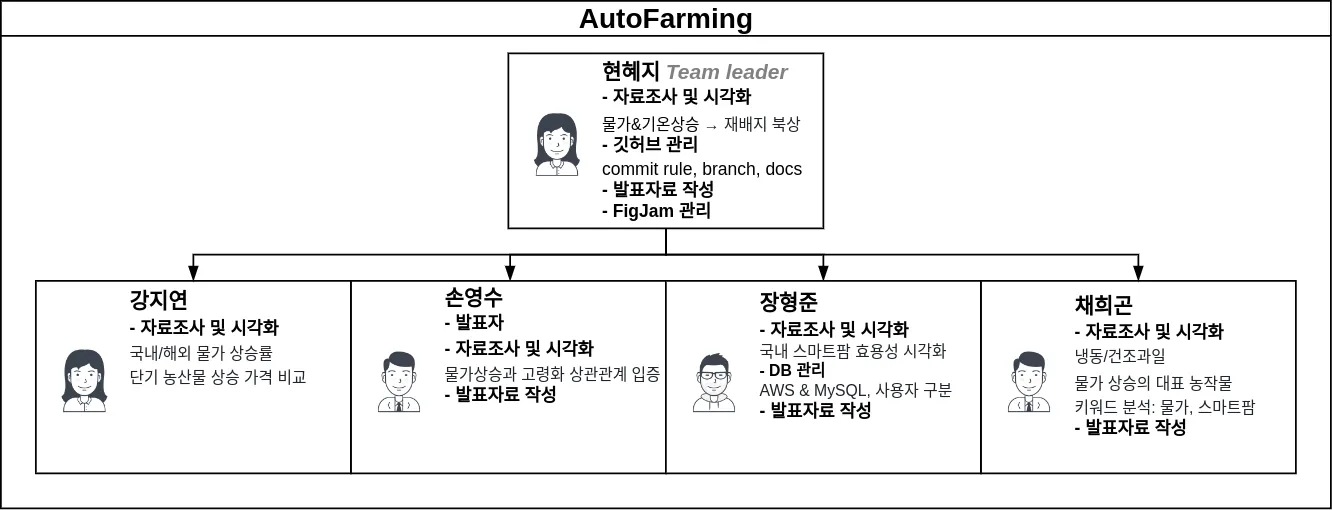 AutoFarming
현혜지 Team leader
- 자료조사 및 시각화
물가&기온상승 → 재배지 북상
- 깃허브 관리
commit rule, branch, docs
- 발표자료 작성
- FigJam 관리
강지연
- 자료조사 및 시각화
국내/해외 물가 상승률
단기 농산물 상승 가격 비교
손영수
- 발표자
- 자료조사 및 시각화
물가상승과 고령화 상관관계 입증
- 발표자료 작성
장형준
- 자료조사 및 시각화
국내 스마트팜 효용성 시각화
- DB 관리
AWS & MySQL, 사용자 구분
- 발표자료 작성
채희곤
- 자료조사 및 시각화
냉동/건조과일
물가 상승의 대표 농작물
키워드 분석: 물가, 스마트팜
- 발표자료 작성